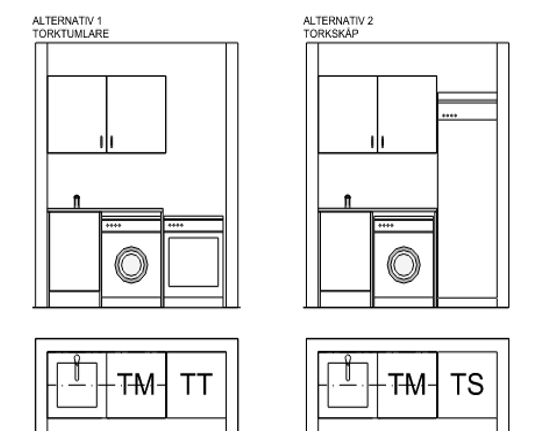 ALTERNATIV 1
TORKTUMLARE
ALTERNATIV 2
TORKSKÅP
TM TT
TM TS